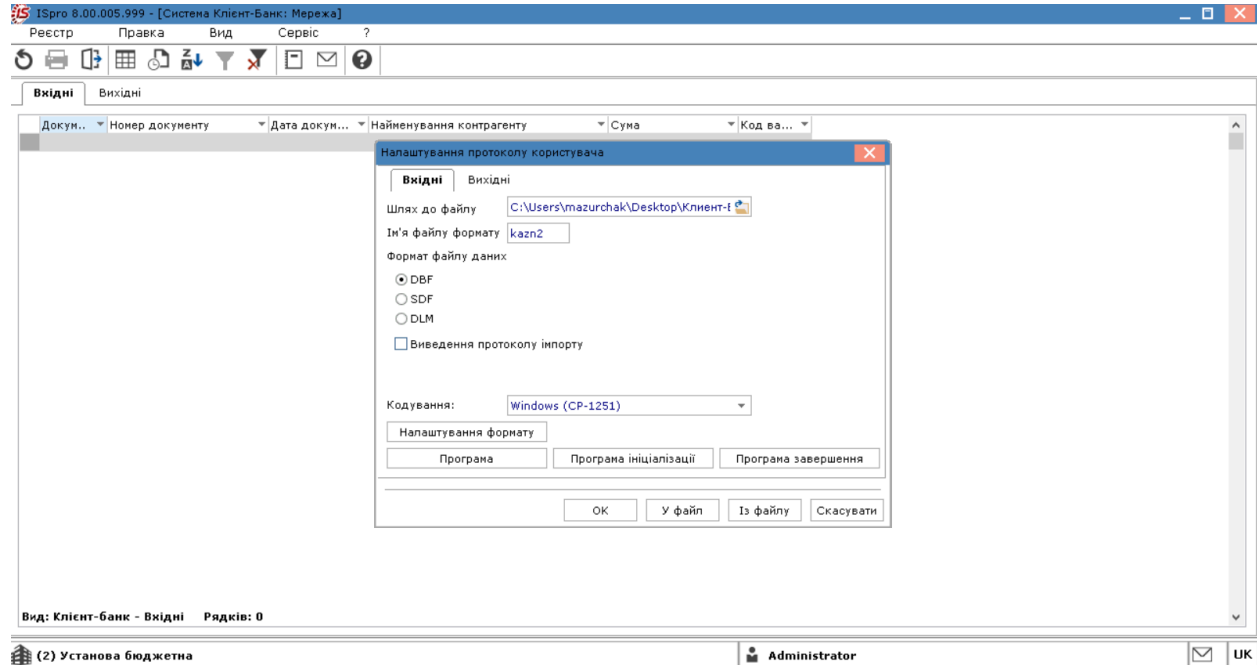 ISpro 8.00.005.999 - [Система Клієнт-Банк: Мережа]
Реєстр Правка Вид Сервіс ?
Вхідні Вихідні
Докум.. Номер документу Дата докум... Найменування контрагенту Сума Код ва...
Налаштування протоколу користувача
Вхідні Вихідні
Шлях до файлу C:\Users\mazurchak\Desktop\Клиент-Е
Ім'я файлу формату kazn2
Формат файлу даних
DBF
SDF
DLM
Виведення протоколу імпорту
Кодування: Windows (CP-1251)
Налаштування формату
Програма Програма ініціалізації Програма завершення
OK У файл Із файлу Скасувати
Вид: Клієнт-банк - Вхідні Рядків: 0
(2) Установа бюджетна Administrator UK